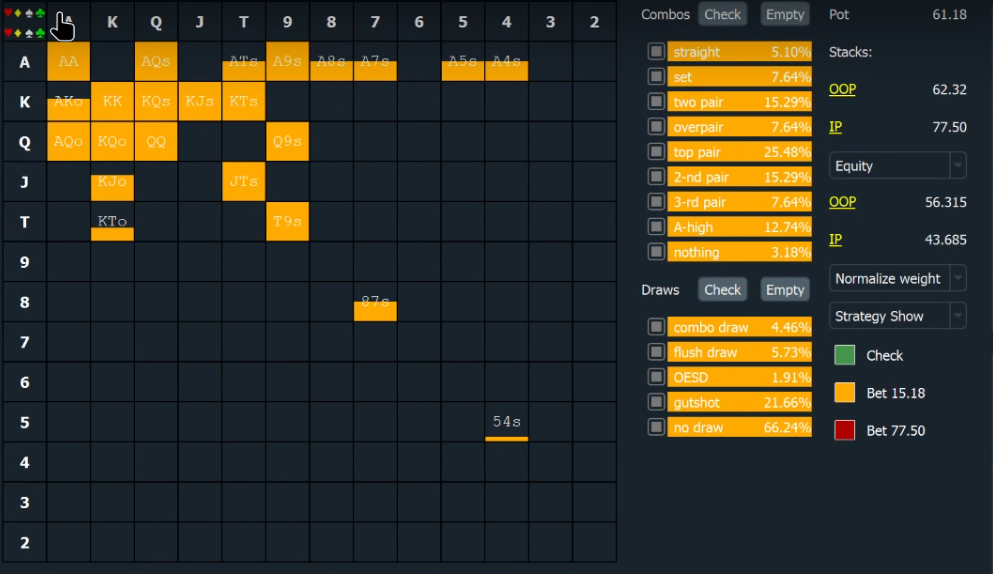 A K Q J T 9 8 7 6 5 4 3 2
A AA AQs ATs A9s A8s A7s A5s A4s
K AKo KK KQs KJs KTs
Q AQo KQo QQ Q9s
J KJo JTs
T KTo T9s
9
8 87s
7
6
5 54s
4
3
2
Combos Check Empty
straight 5.10%
set 7.64%
two pair 15.29%
overpair 7.64%
top pair 25.48%
2-nd pair 15.29%
3-rd pair 7.64%
A-high 12.74%
nothing 3.18%
Draws Check Empty
combo draw 4.46%
flush draw 5.73%
OESD 1.91%
gutshot 21.66%
no draw 66.24%
Pot 61.18
Stacks:
OOP 62.32
IP 77.50
Equity
OOP 56.315
IP 43.685
Normalize weight
Strategy Show
Check
Bet 15.18
Bet 77.50